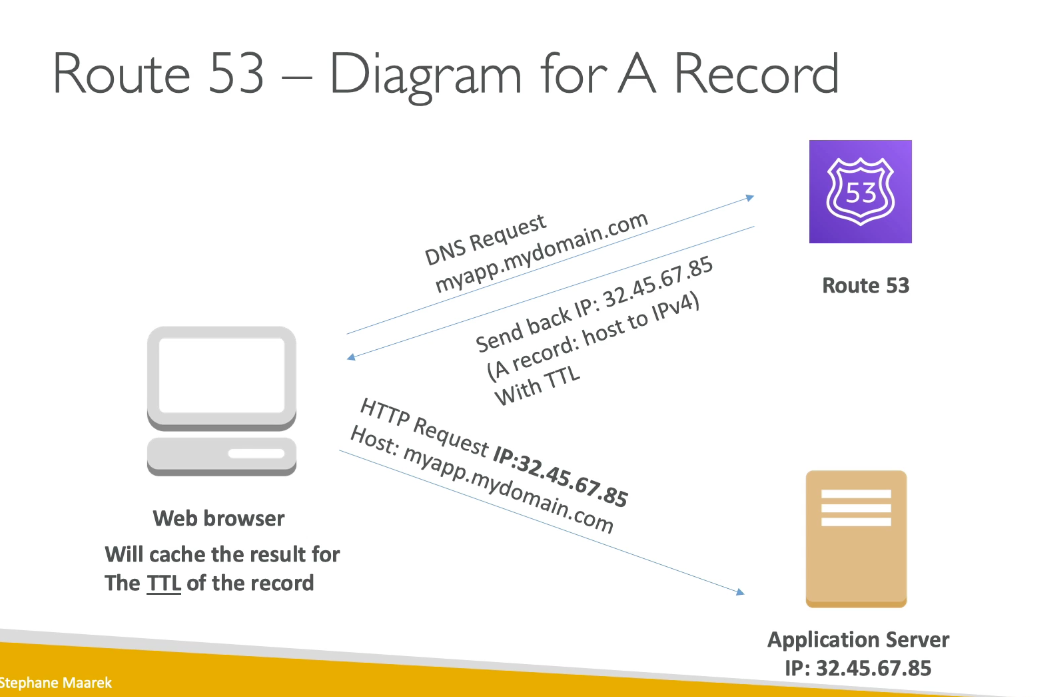 Route 53 – Diagram for A Record
53
Route 53
DNS Request
myapp.mydomain.com
Send back IP: 32.45.67.85
(A record: host to IPv4)
With TTL
HTTP Request IP:32.45.67.85
Host: myapp.mydomain.com
Web browser
Will cache the result for
The TTL of the record
Application Server
IP: 32.45.67.85
Stephane Maarek